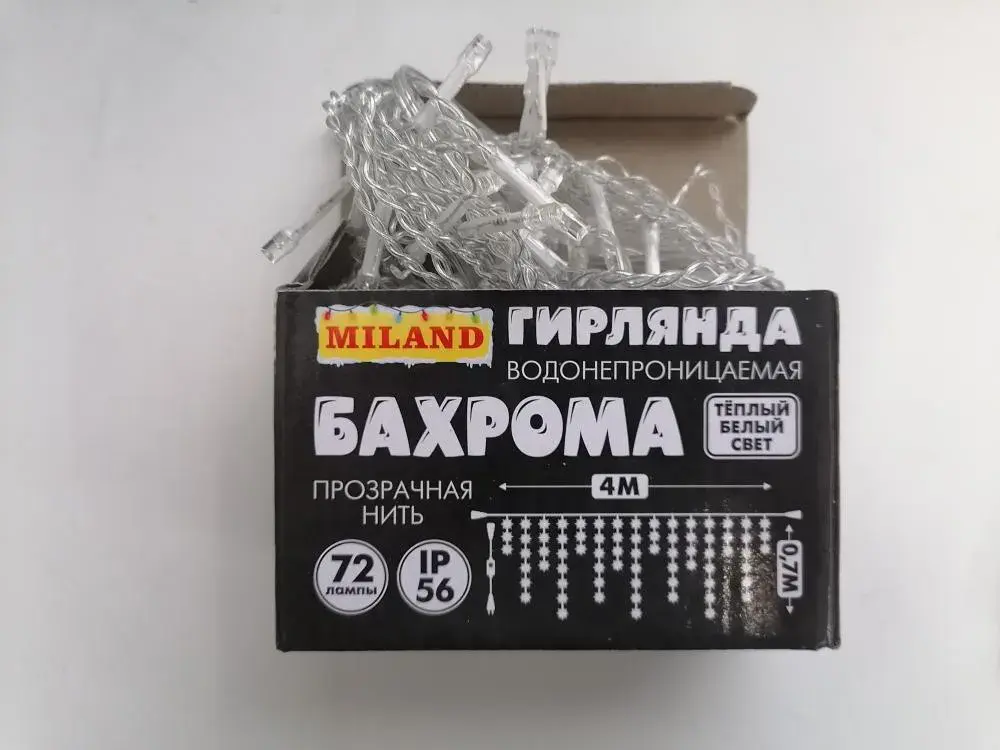 MILAND
ГИРЛЯНДА
ВОДОНЕПРОНИЦАЕМАЯ
БАХРОМА
ТЁПЛЫЙ
БЕЛЫЙ
СВЕТ
ПРОЗРАЧНАЯ
НИТЬ
4М
72
лампы
IP
56
0,7М